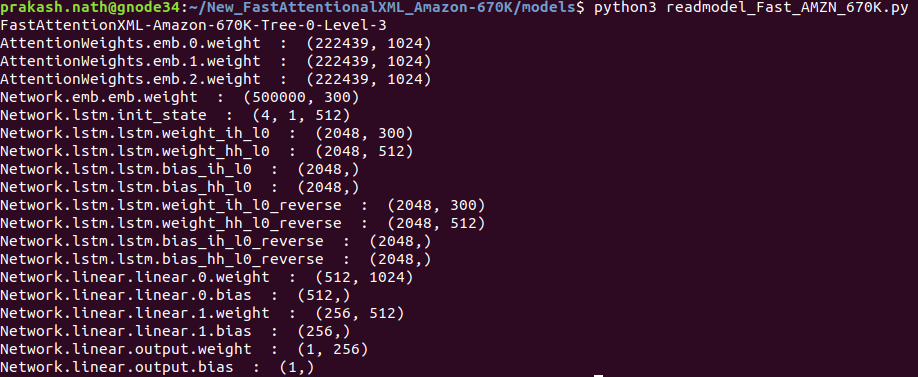 prakash.nath@gnode34:~/New_FastAttentionalXML_Amazon-670K/models$ python3 readmodel_Fast_AMZN_670K.py
FastAttentionXML-Amazon-670K-Tree-0-Level-3
AttentionWeights.emb.0.weight  :  (222439, 1024)
AttentionWeights.emb.1.weight  :  (222439, 1024)
AttentionWeights.emb.2.weight  :  (222439, 1024)
Network.emb.emb.weight  :  (500000, 300)
Network.lstm.init_state  :  (4, 1, 512)
Network.lstm.lstm.weight_ih_l0  :  (2048, 300)
Network.lstm.lstm.weight_hh_l0  :  (2048, 512)
Network.lstm.lstm.bias_ih_l0  :  (2048,)
Network.lstm.lstm.bias_hh_l0  :  (2048,)
Network.lstm.lstm.weight_ih_l0_reverse  :  (2048, 300)
Network.lstm.lstm.weight_hh_l0_reverse  :  (2048, 512)
Network.lstm.lstm.bias_ih_l0_reverse  :  (2048,)
Network.lstm.lstm.bias_hh_l0_reverse  :  (2048,)
Network.linear.linear.0.weight  :  (512, 1024)
Network.linear.linear.0.bias  :  (512,)
Network.linear.linear.1.weight  :  (256, 512)
Network.linear.linear.1.bias  :  (256,)
Network.linear.output.weight  :  (1, 256)
Network.linear.output.bias  :  (1,)